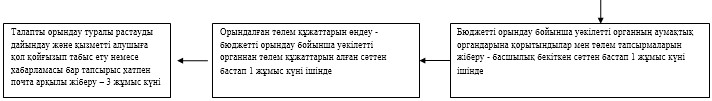 Талапты орындау туралы растауды
дайындау және қызметті алушыға
қол қойғызып табыс ету немесе
хабарламасы бар тапсырыс хатпен
почта арқылы жіберу – 3 жұмыс күні
Орындалған төлем құжаттарын өңдеу -
бюджетті орындау бойынша уәкілетті
органнан төлем құжаттарын алған сәттен
бастап 1 жұмыс күні ішінде
Бюджетті орындау бойынша уәкілетті органның аумақтық
органдарына қорытындылар мен төлем тапсырмаларын
жіберу - басшылық бекіткен сәттен бастап 1 жұмыс күні
ішінде